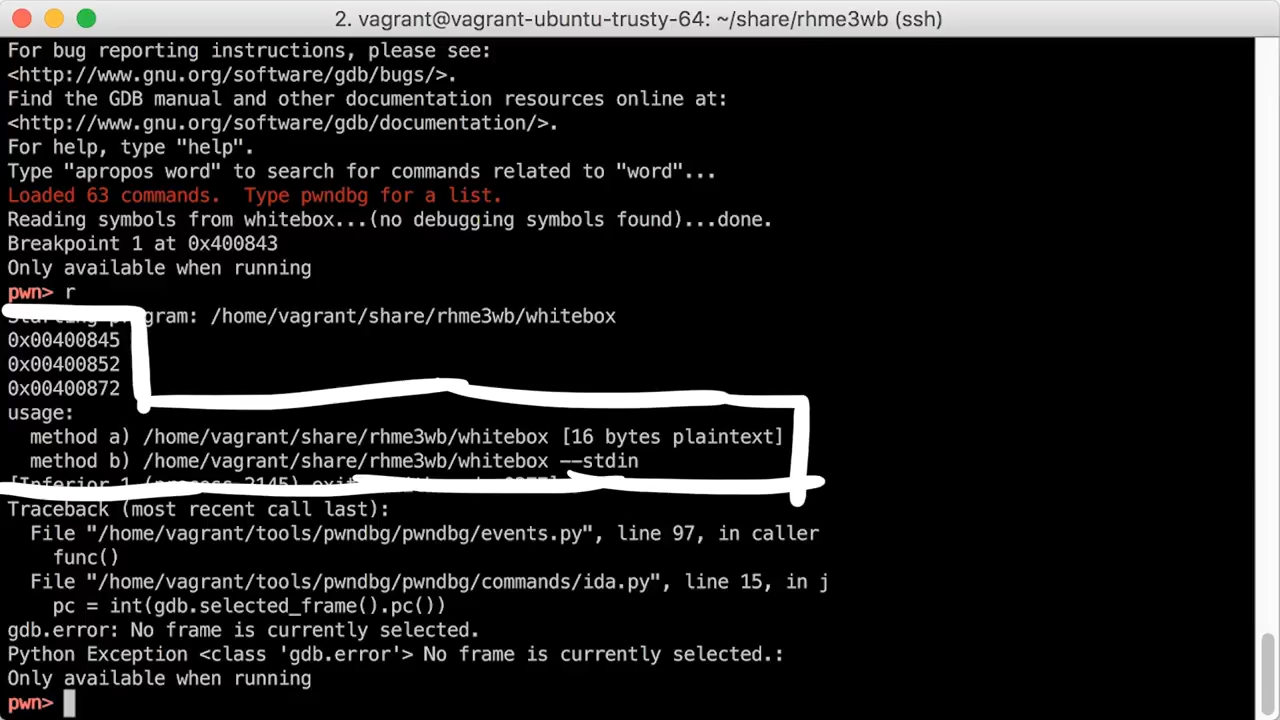 2. vagrant@vagrant-ubuntu-trusty-64: ~/share/rhme3wb (ssh)
For bug reporting instructions, please see:
<http://www.gnu.org/software/gdb/bugs/>.
Find the GDB manual and other documentation resources online at:
<http://www.gnu.org/software/gdb/documentation/>.
For help, type "help".
Type "apropos word" to search for commands related to "word"...
Loaded 63 commands.  Type pwndbg for a list.
Reading symbols from whitebox...(no debugging symbols found)...done.
Breakpoint 1 at 0x400843
Only available when running
pwn> r
Starting program: /home/vagrant/share/rhme3wb/whitebox
0x00400845
0x00400852
0x00400872
usage:
  method a) /home/vagrant/share/rhme3wb/whitebox [16 bytes plaintext]
  method b) /home/vagrant/share/rhme3wb/whitebox --stdin
[Inferior 1 (process 2145)
Traceback (most recent call last):
  File "/home/vagrant/tools/pwndbg/pwndbg/events.py", line 97, in caller
    func()
  File "/home/vagrant/tools/pwndbg/pwndbg/commands/ida.py", line 15, in j
    pc = int(gdb.selected_frame().pc())
gdb.error: No frame is currently selected.
Python Exception <class 'gdb.error'> No frame is currently selected.:
Only available when running
pwn>